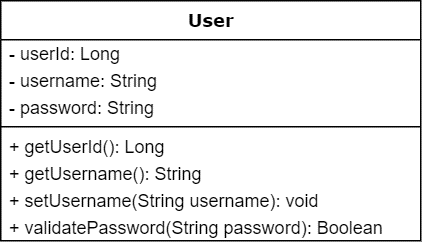 User
- userId: Long
- username: String
- password: String
+ getUserId(): Long
+ getUsername(): String
+ setUsername(String username): void
+ validatePassword(String password): Boolean